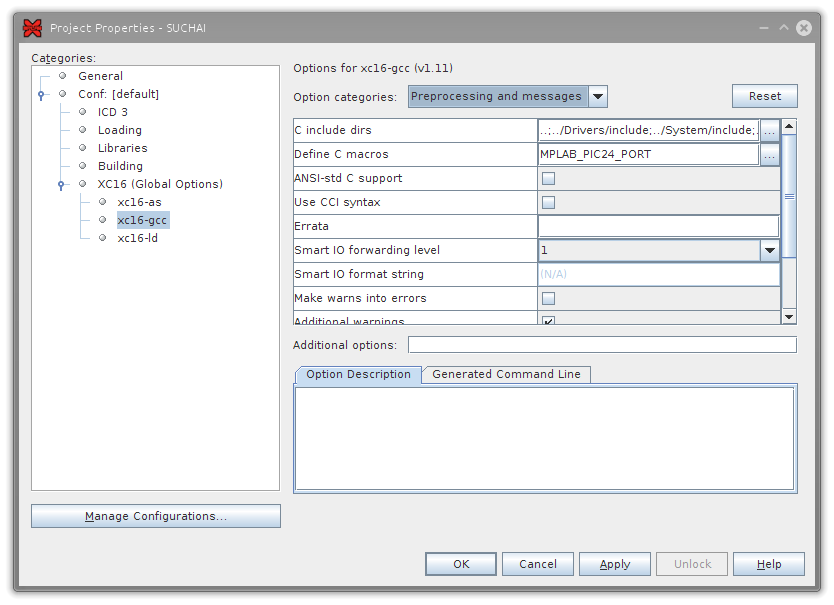 Project Properties - SUCHAI
Categories:
General
Conf: [default]
ICD 3
Loading
Libraries
Building
XC16 (Global Options)
xc16-as
xc16-gcc
xc16-ld
Manage Configurations...
Options for xc16-gcc (v1.11)
Option categories: Preprocessing and messages Reset
C include dirs ..;../Drivers/include;../System/include;. ...
Define C macros MPLAB_PIC24_PORT ...
ANSI-std C support
Use CCI syntax
Errata
Smart IO forwarding level 1
Smart IO format string (N/A)
Make warns into errors
Additional warnings
Additional options:
Option Description Generated Command Line
OK Cancel Apply Unlock Help